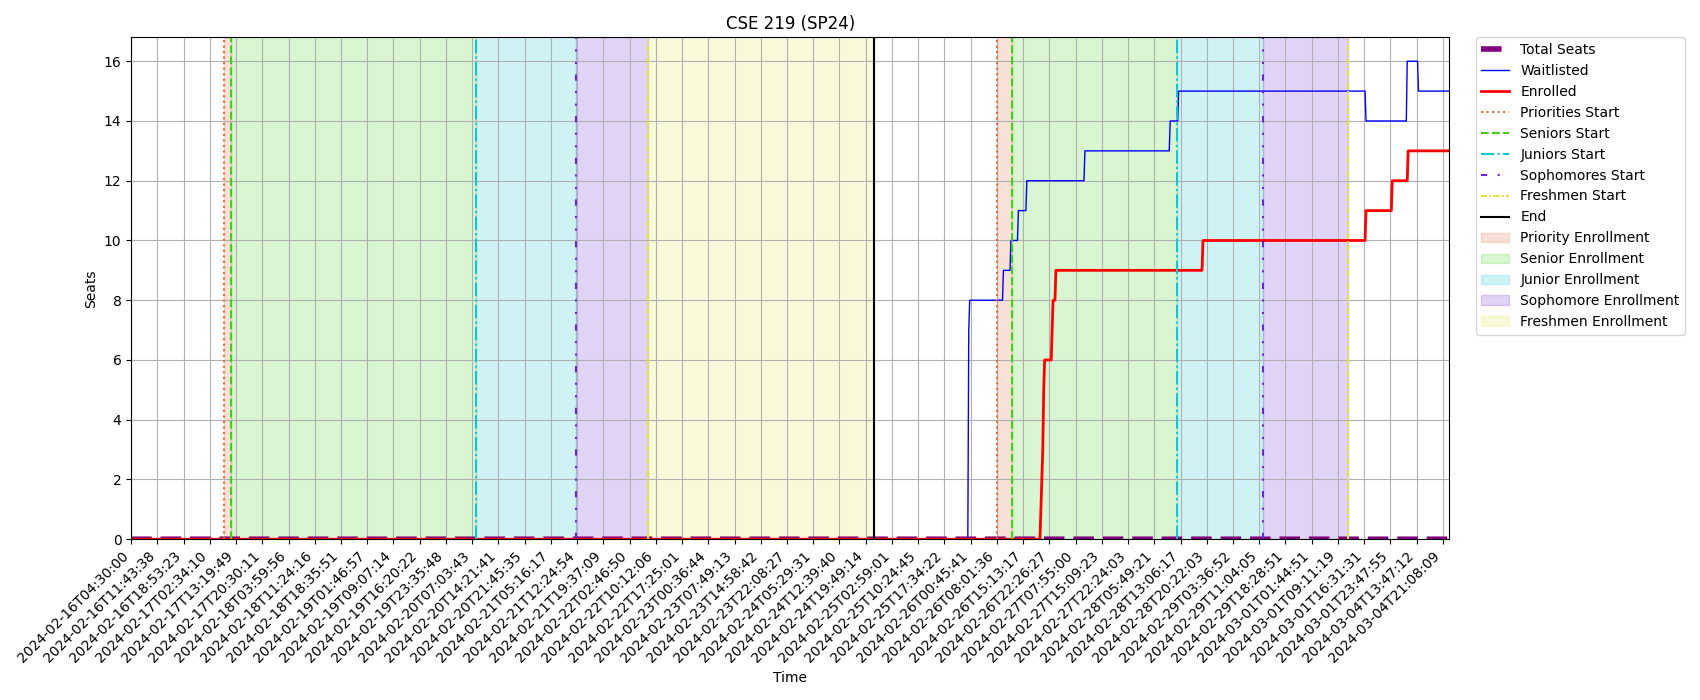 CSE 219 (SP24)
Seats
16
14
12
10
8
6
4
2
0
2024-02-16T04:30:00
2024-02-16T11:43:38
2024-02-16T18:53:23
2024-02-17T02:34:10
2024-02-17T13:19:49
2024-02-17T20:30:11
2024-02-18T03:59:56
2024-02-18T11:24:16
2024-02-18T18:35:51
2024-02-19T01:46:57
2024-02-19T09:07:14
2024-02-19T16:20:22
2024-02-19T23:35:48
2024-02-20T07:03:43
2024-02-20T14:21:41
2024-02-20T21:45:35
2024-02-21T05:16:17
2024-02-21T12:24:54
2024-02-21T19:37:09
2024-02-22T02:46:50
2024-02-22T10:12:06
2024-02-22T17:25:01
2024-02-23T00:36:44
2024-02-23T07:49:13
2024-02-23T14:58:42
2024-02-23T22:08:27
2024-02-24T05:29:31
2024-02-24T12:39:40
2024-02-24T19:49:14
2024-02-25T02:59:01
2024-02-25T10:24:45
2024-02-25T17:34:22
2024-02-26T00:45:41
2024-02-26T08:01:36
2024-02-26T15:13:17
2024-02-26T22:26:27
2024-02-27T07:55:00
2024-02-27T15:09:23
2024-02-27T22:24:03
2024-02-28T05:49:21
2024-02-28T13:06:17
2024-02-28T20:22:03
2024-02-29T03:36:52
2024-02-29T11:04:05
2024-02-29T18:28:51
2024-03-01T01:44:51
2024-03-01T09:11:19
2024-03-01T16:31:31
2024-03-01T23:47:55
2024-03-04T13:47:12
2024-03-04T21:08:09
Time
Total Seats
Waitlisted
Enrolled
Priorities Start
Seniors Start
Juniors Start
Sophomores Start
Freshmen Start
End
Priority Enrollment
Senior Enrollment
Junior Enrollment
Sophomore Enrollment
Freshmen Enrollment